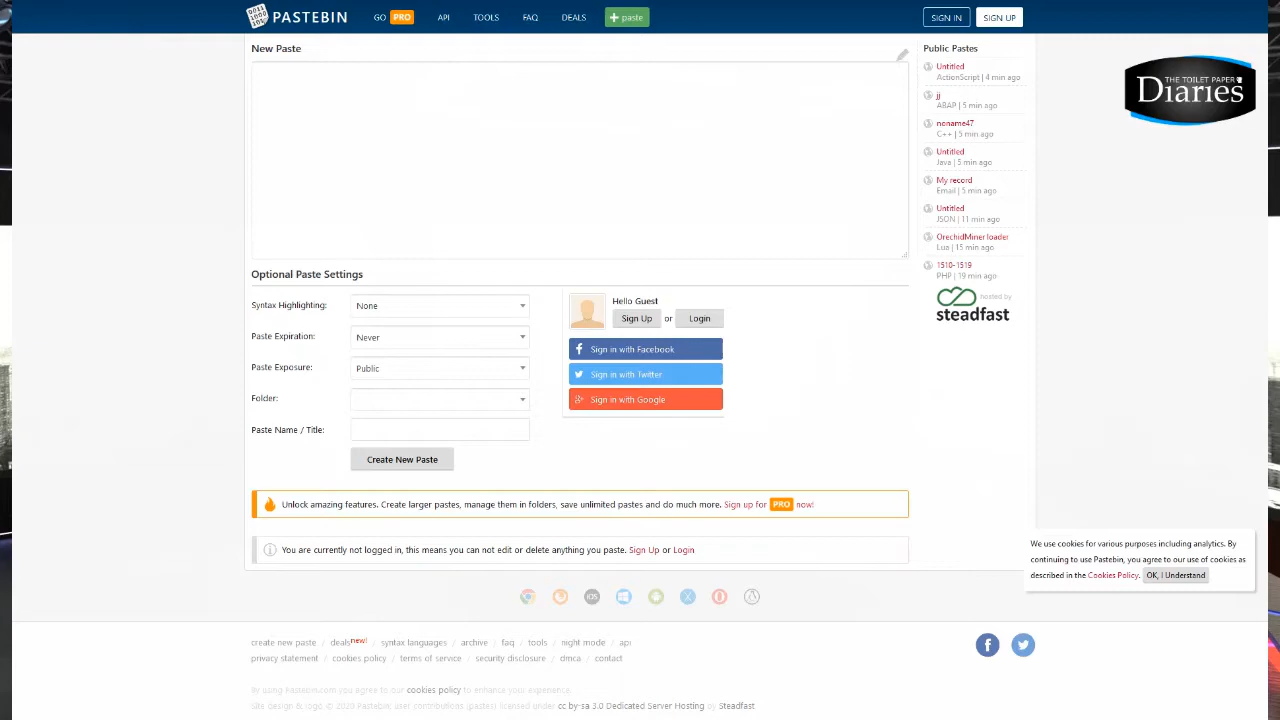 PASTEBIN
GO PRO
API
TOOLS
FAQ
DEALS
paste
SIGN IN
SIGN UP
New Paste
Optional Paste Settings
Syntax Highlighting:
None
Paste Expiration:
Never
Paste Exposure:
Public
Folder:
Paste Name / Title:
Create New Paste
Hello Guest
Sign Up or Login
Sign in with Facebook
Sign in with Twitter
Sign in with Google
Unlock amazing features. Create larger pastes, manage them in folders, save unlimited pastes and do much more. Sign up for PRO now!
You are currently not logged in, this means you can not edit or delete anything you paste. Sign Up or Login
Public Pastes
Untitled
ActionScript | 4 min ago
jj
ABAP | 5 min ago
noname47
C++ | 5 min ago
Untitled
Java | 5 min ago
My record
Email | 5 min ago
Untitled
JSON | 11 min ago
OrechidMiner loader
Lua | 15 min ago
1510-1519
PHP | 19 min ago
hosted by
steadfast
THE TOILET PAPER
Diaries
We use cookies for various purposes including analytics. By
continuing to use Pastebin, you agree to our use of cookies as
described in the Cookies Policy. OK, I Understand
iOS
create new paste / deals new! / syntax languages / archive / faq / tools / night mode / api
privacy statement / cookies policy / terms of service / security disclosure / dmca / contact
By using Pastebin.com you agree to our cookies policy to enhance your experience.
Site design & logo © 2020 Pastebin; user contributions (pastes) licensed under cc by-sa 3.0 Dedicated Server Hosting by Steadfast